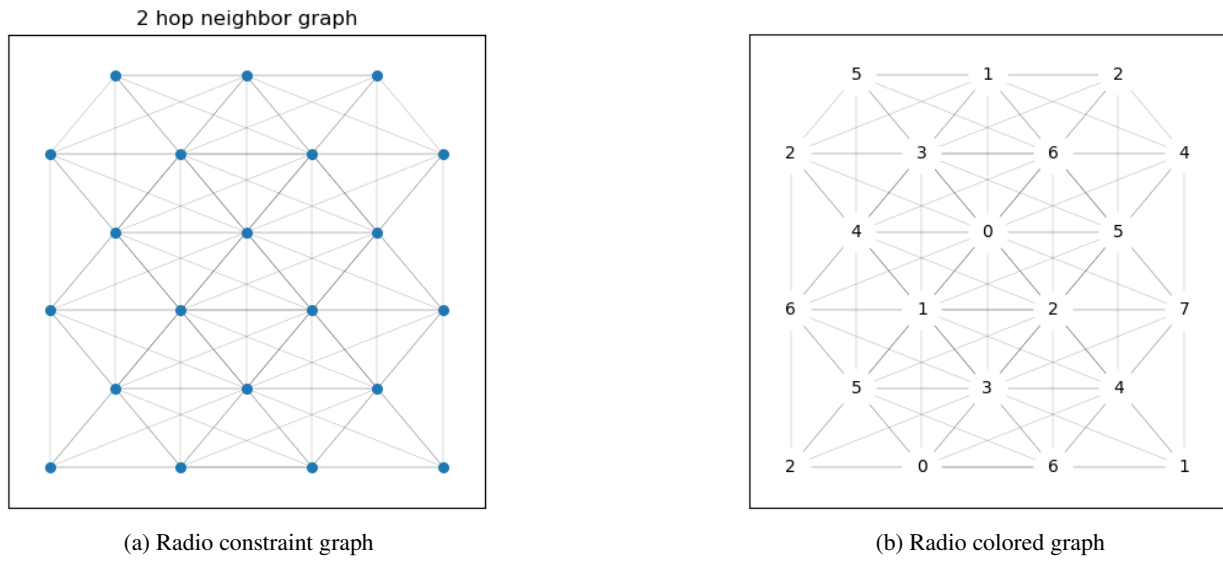 2 hop neighbor graph
5 1 2
2 3 6 4
4 0 5
6 1 2 7
5 3 4
2 0 6 1
(a) Radio constraint graph
(b) Radio colored graph